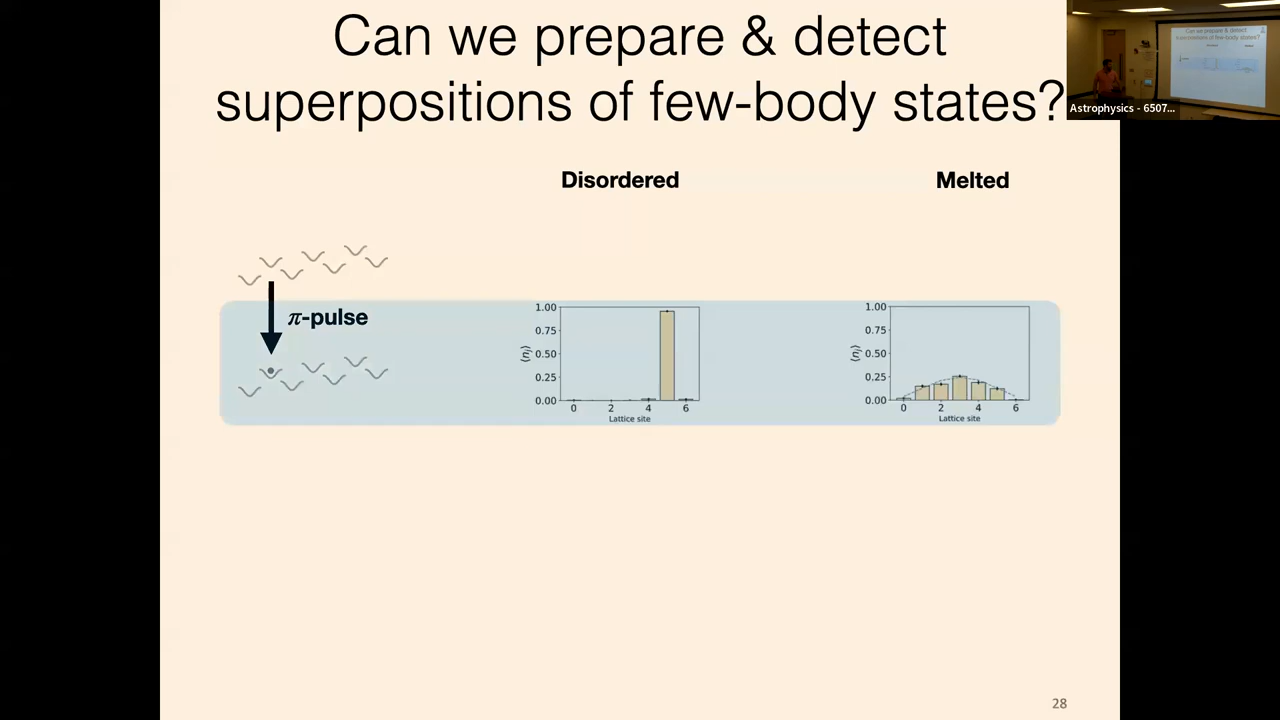 Can we prepare & detect
superpositions of few-body states?
Astrophysics - 6507...
Disordered
Melted
π-pulse
1.00
0.75
0.50
0.25
0.00
⟨n_j⟩
0 2 4 6
Lattice site
1.00
0.75
0.50
0.25
0.00
⟨n_j⟩
0 2 4 6
Lattice site
28